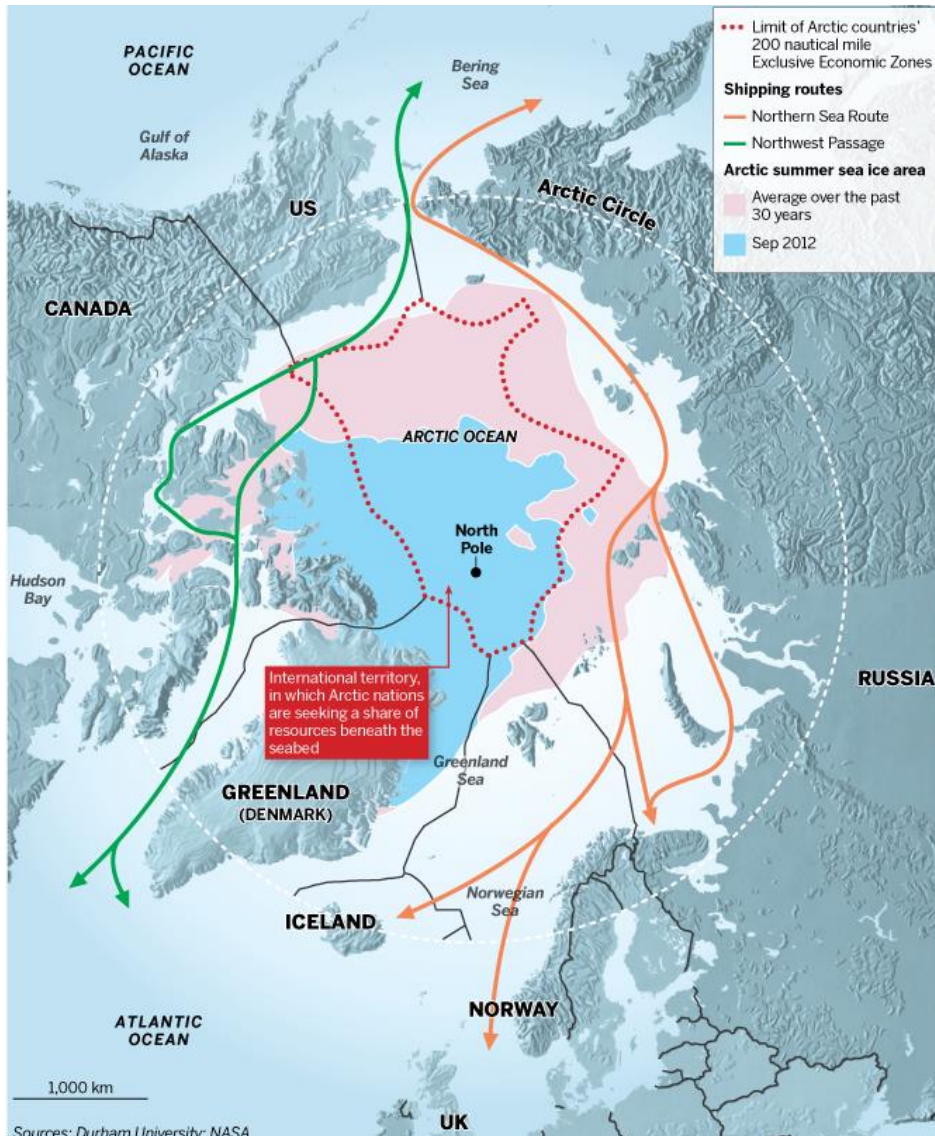 PACIFIC
OCEAN
Bering
Sea
Gulf of
Alaska
US
Arctic Circle
CANADA
Limit of Arctic countries'
200 nautical mile
Exclusive Economic Zones
Shipping routes
Northern Sea Route
Northwest Passage
Arctic summer sea ice area
Average over the past
30 years
Sep 2012
ARCTIC OCEAN
North
Pole
Hudson
Bay
RUSSIA
International territory,
in which Arctic nations
are seeking a share of
resources beneath the
seabed
Greenland
Sea
GREENLAND
(DENMARK)
Norwegian
Sea
ICELAND
NORWAY
ATLANTIC
OCEAN
1,000 km
UK
Sources: Durham University; NASA